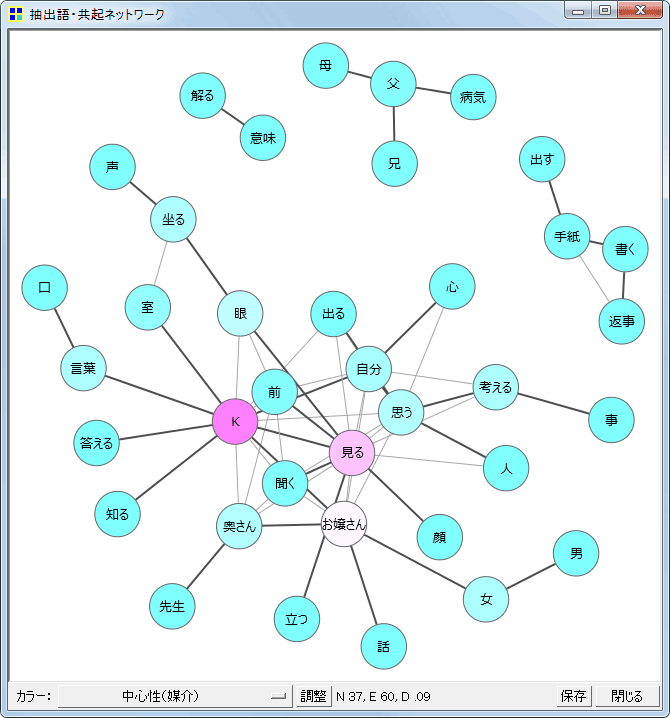 抽出語・共起ネットワーク
母
父
病気
解る
意味
兄
声
出す
坐る
手紙
書く
口
室
眼
出る
心
返事
言葉
自分
考える
前
思う
事
K
答える
見る
人
聞く
知る
奥さん
お嬢さん
顔
男
先生
立つ
女
話
カラー: 中心性(媒介) 調整 N 37, E 60, D .09 保存 閉じる